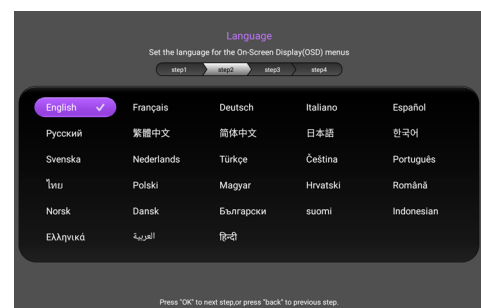 Language
Set the language for the On-Screen Display(OSD) menus
step1 step2 step3 step4
English Français Deutsch Italiano Español
Русский 繁體中文 简体中文 日本語 한국어
Svenska Nederlands Türkçe Čeština Português
ไทย Polski Magyar Hrvatski Română
Norsk Dansk Български suomi Indonesian
Ελληνικά العربية हिन्दी
Press "OK" to next step,or press "back" to previous step.